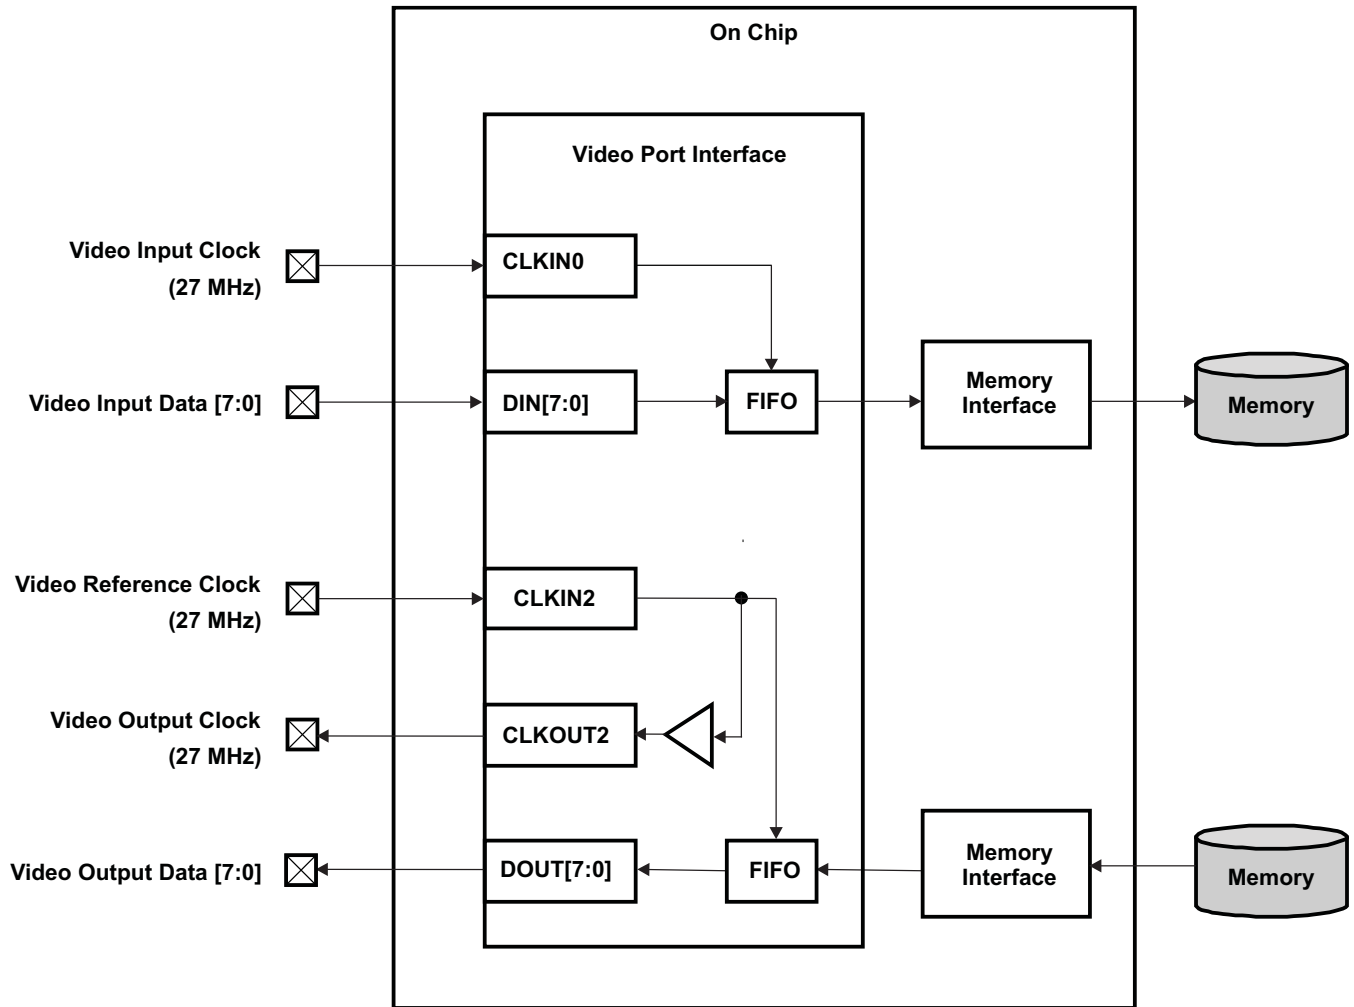 On Chip
Video Port Interface
Video Input Clock
(27 MHz)
CLKIN0
Video Input Data [7:0]
DIN[7:0]
FIFO
Memory
Interface
Memory
Video Reference Clock
(27 MHz)
CLKIN2
Video Output Clock
(27 MHz)
CLKOUT2
Video Output Data [7:0]
DOUT[7:0]
FIFO
Memory
Interface
Memory